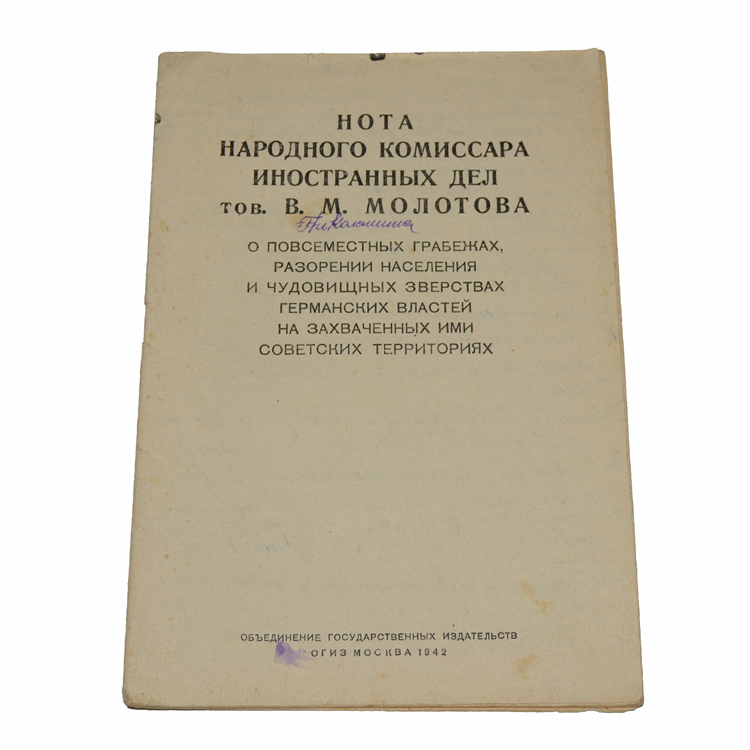 НОТА
НАРОДНОГО КОМИССАРА
ИНОСТРАННЫХ ДЕЛ
тов. В. М. МОЛОТОВА
О ПОВСЕМЕСТНЫХ ГРАБЕЖАХ,
РАЗОРЕНИИ НАСЕЛЕНИЯ
И ЧУДОВИЩНЫХ ЗВЕРСТВАХ
ГЕРМАНСКИХ ВЛАСТЕЙ
НА ЗАХВАЧЕННЫХ ИМИ
СОВЕТСКИХ ТЕРРИТОРИЯХ
ОБЪЕДИНЕНИЕ ГОСУДАРСТВЕННЫХ ИЗДАТЕЛЬСТВ
ОГИЗ МОСКВА 1942